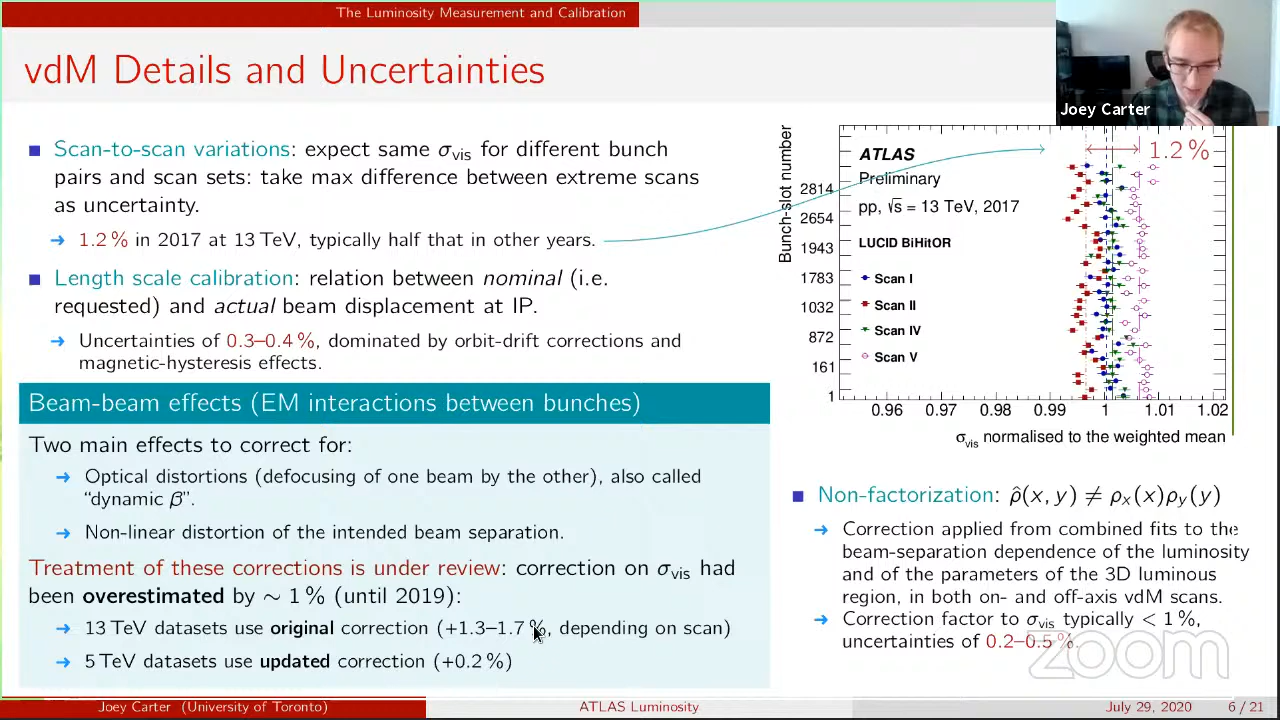 The Luminosity Measurement and Calibration
vdM Details and Uncertainties
Joey Carter
Scan-to-scan variations: expect same σvis for different bunch
pairs and scan sets: take max difference between extreme scans
as uncertainty.
1.2 % in 2017 at 13 TeV, typically half that in other years.
Length scale calibration: relation between nominal (i.e.
requested) and actual beam displacement at IP.
Uncertainties of 0.3–0.4 %, dominated by orbit-drift corrections and
magnetic-hysteresis effects.
Beam-beam effects (EM interactions between bunches)
Two main effects to correct for:
Optical distortions (defocusing of one beam by the other), also called
“dynamic β”.
Non-linear distortion of the intended beam separation.
Treatment of these corrections is under review: correction on σvis had
been overestimated by ∼ 1 % (until 2019):
13 TeV datasets use original correction (+1.3–1.7 %, depending on scan)
5 TeV datasets use updated correction (+0.2 %)
Bunch-slot number
ATLAS
Preliminary
pp, √s = 13 TeV, 2017
LUCID BiHitOR
Scan I
Scan II
Scan IV
Scan V
1.2 %
2814
2654
1943
1783
1032
872
161
1
0.96 0.97 0.98 0.99 1 1.01 1.02
σvis normalised to the weighted mean
Non-factorization: ρ̂(x, y) ≠ ρx(x)ρy(y)
Correction applied from combined fits to the
beam-separation dependence of the luminosity
and of the parameters of the 3D luminous
region, in both on- and off-axis vdM scans.
Correction factor to σvis typically < 1 %,
uncertainties of 0.2–0.5 %.
zoom
Joey Carter (University of Toronto)
ATLAS Luminosity
July 29, 2020
6 / 21